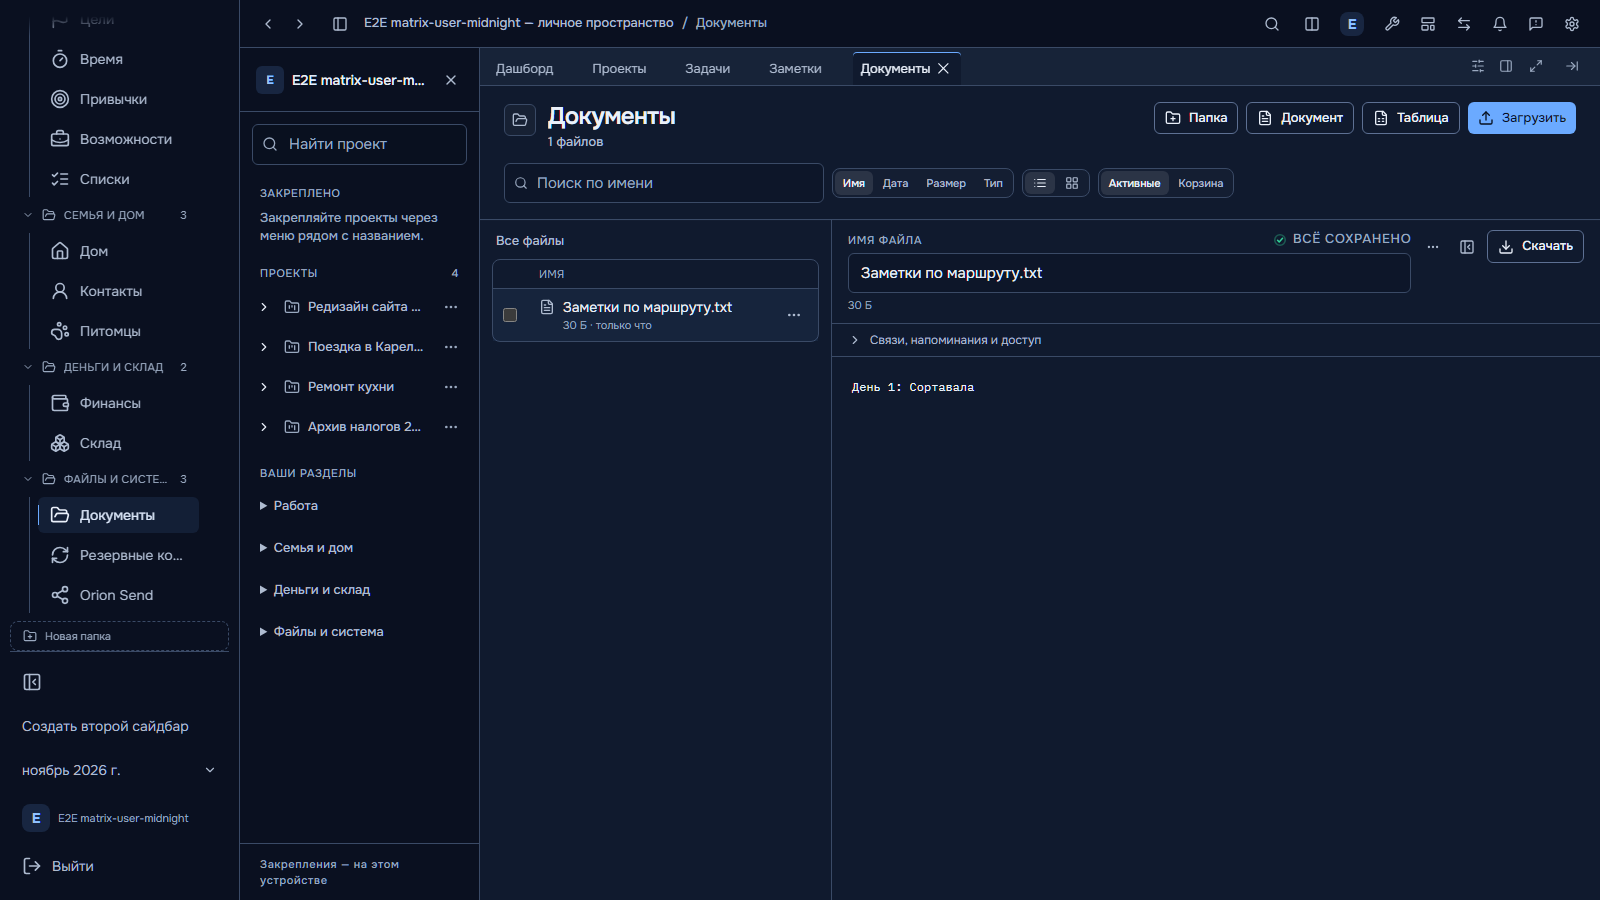 Цели
Время
Привычки
Возможности
Списки
СЕМЬЯ И ДОМ 3
Дом
Контакты
Питомцы
ДЕНЬГИ И СКЛАД 2
Финансы
Склад
ФАЙЛЫ И СИСТЕ... 3
Документы
Резервные ко...
Orion Send
Новая папка
Создать второй сайдбар
ноябрь 2026 г.
E E2E matrix-user-midnight
Выйти
E2E matrix-user-midnight — личное пространство / Документы
E
E E2E matrix-user-m...
Найти проект
ЗАКРЕПЛЕНО
Закрепляйте проекты через
меню рядом с названием.
ПРОЕКТЫ 4
Редизайн сайта ...
Поездка в Карел...
Ремонт кухни
Архив налогов 2...
ВАШИ РАЗДЕЛЫ
Работа
Семья и дом
Деньги и склад
Файлы и система
Закрепления — на этом
устройстве
Дашборд Проекты Задачи Заметки Документы
Документы
1 файлов
Папка Документ Таблица Загрузить
Поиск по имени
Имя Дата Размер Тип
Активные Корзина
Все файлы
ИМЯ
Заметки по маршруту.txt
30 Б · только что
ИМЯ ФАЙЛА
ВСЁ СОХРАНЕНО
Скачать
Заметки по маршруту.txt
30 Б
Связи, напоминания и доступ
День 1: Сортавала